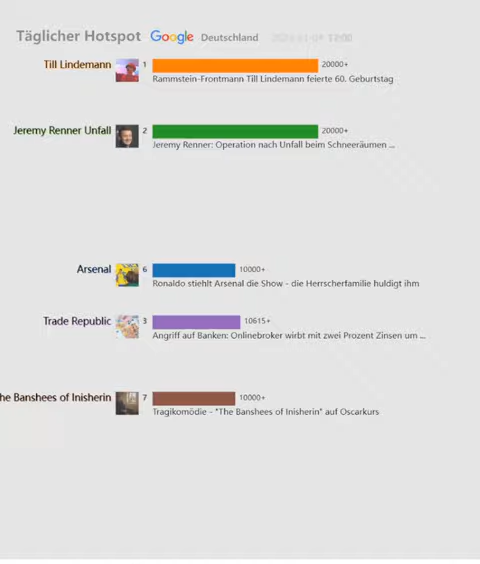 Täglicher Hotspot Google Deutschland 12:00
Till Lindemann 1 20000+
Rammstein-Frontmann Till Lindemann feierte 60. Geburtstag
Jeremy Renner Unfall 2 20000+
Jeremy Renner: Operation nach Unfall beim Schneeräumen ...
Arsenal 6 10000+
Ronaldo stiehlt Arsenal die Show - die Herrscherfamilie huldigt ihm
Trade Republic 3 10615+
Angriff auf Banken: Onlinebroker wirbt mit zwei Prozent Zinsen um ...
he Banshees of Inisherin 7 10000+
Tragikomödie - "The Banshees of Inisherin" auf Oscarkurs